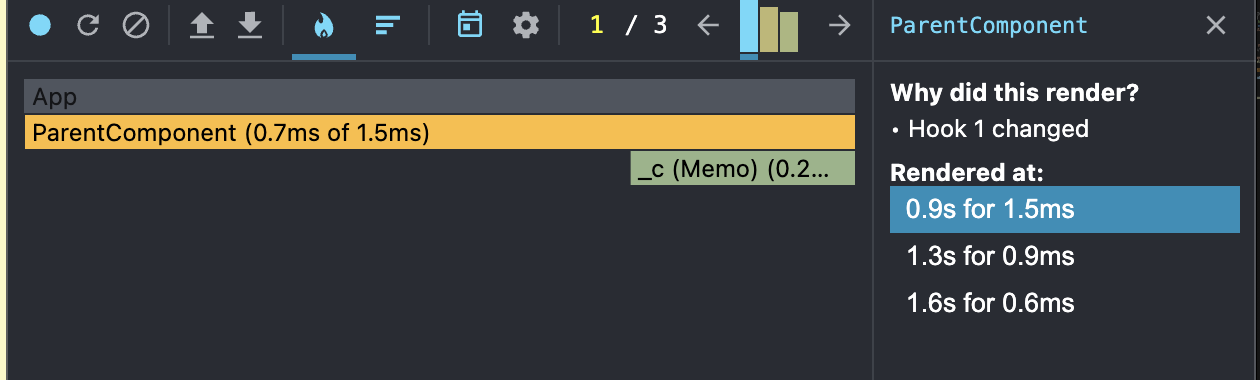 1 / 3
ParentComponent
App
ParentComponent (0.7ms of 1.5ms)
_c (Memo) (0.2...
Why did this render?
• Hook 1 changed
Rendered at:
0.9s for 1.5ms
1.3s for 0.9ms
1.6s for 0.6ms